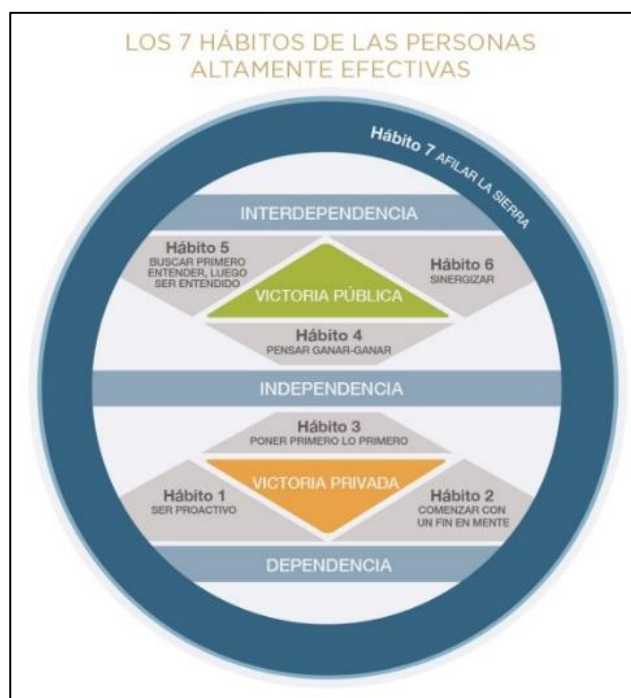 LOS 7 HÁBITOS DE LAS PERSONAS
ALTAMENTE EFECTIVAS
Hábito 7 AFILAR LA SIERRA
INTERDEPENDENCIA
Hábito 5
BUSCAR PRIMERO
ENTENDER, LUEGO
SER ENTENDIDO
Hábito 6
SINERGIZAR
VICTORIA PÚBLICA
Hábito 4
PENSAR GANAR-GANAR
INDEPENDENCIA
Hábito 3
PONER PRIMERO LO PRIMERO
VICTORIA PRIVADA
Hábito 1
SER PROACTIVO
Hábito 2
COMENZAR CON
UN FIN EN MENTE
DEPENDENCIA